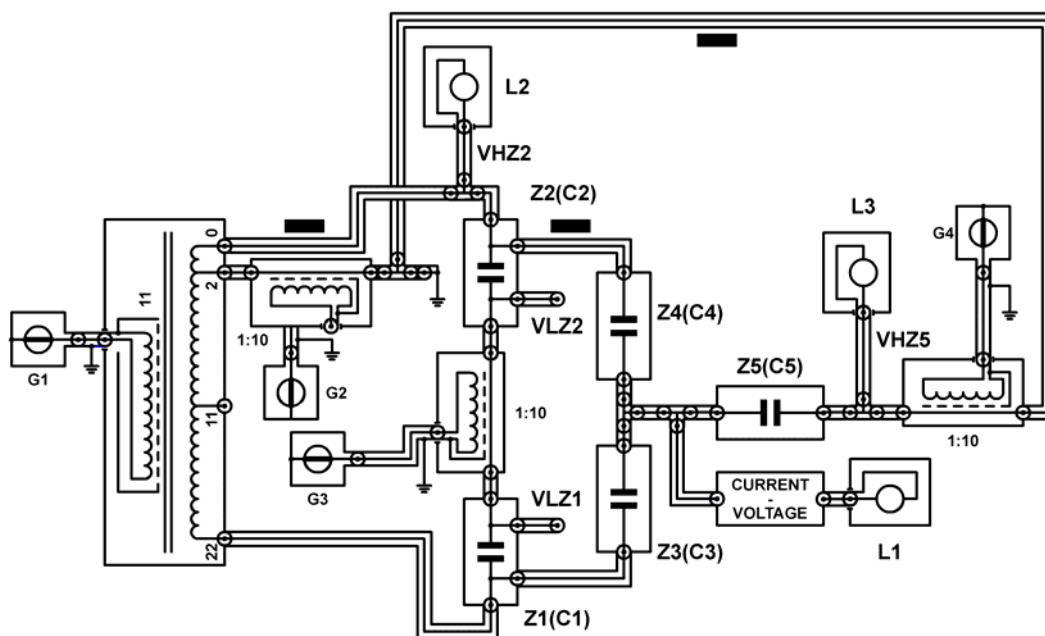 L2
VHZ2
Z2(C2)
L3
G4
0
2
11
11
22
1:10
G1
G2
VLZ2
Z4(C4)
VHZ5
Z5(C5)
1:10
1:10
G3
VLZ1
CURRENT
-
VOLTAGE
L1
Z3(C3)
Z1(C1)